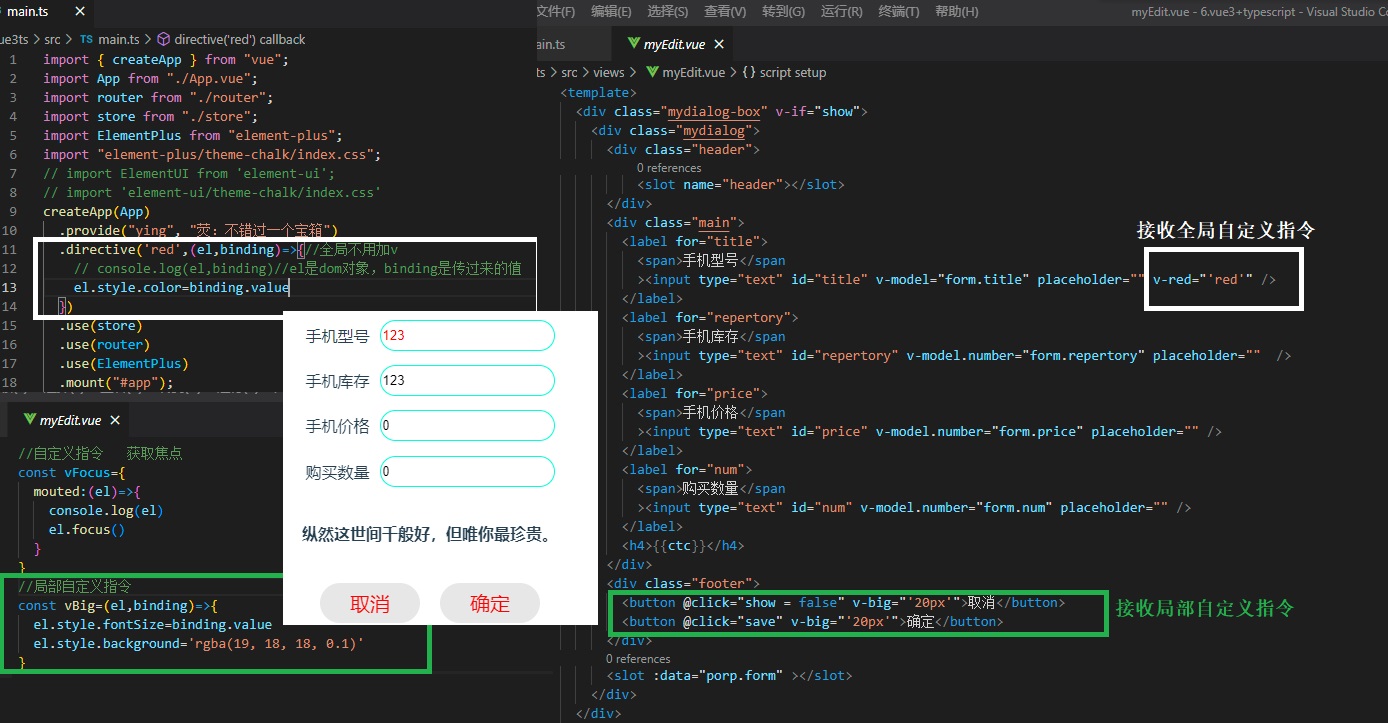 main.ts ×
ue3ts > src > TS main.ts > directive('red') callback
1 import { createApp } from "vue";
2 import App from "./App.vue";
3 import router from "./router";
4 import store from "./store";
5 import ElementPlus from "element-plus";
6 import "element-plus/theme-chalk/index.css";
7 // import ElementUI from 'element-ui';
8 // import 'element-ui/theme-chalk/index.css'
9 createApp(App)
10 .provide("ying", "荧：不错过一个宝箱")
11 .directive('red',(el,binding)=>{//全局不用加v
12 // console.log(el,binding)//el是dom对象，binding是传过来的值
13 el.style.color=binding.value
14 })
15 .use(store)
16 .use(router)
17 .use(ElementPlus)
18 .mount("#app");
myEdit.vue ×
//自定义指令 获取焦点
const vFocus={
mouted:(el)=>{
console.log(el)
el.focus()
}
}
//局部自定义指令
const vBig=(el,binding)=>{
el.style.fontSize=binding.value
el.style.background='rgba(19, 18, 18, 0.1)'
}
手机型号 123
手机库存 123
手机价格 0
购买数量 0
纵然这世间千般好，但唯你最珍贵。
取消 确定
文件(F) 编辑(E) 选择(S) 查看(V) 转到(G) 运行(R) 终端(T) 帮助(H) myEdit.vue - 6.vue3+typescript - Visual Studio Co
ain.ts myEdit.vue ×
ts > src > views > myEdit.vue > {} script setup
<template>
<div class="mydialog-box" v-if="show">
<div class="mydialog">
<div class="header">
0 references
<slot name="header"></slot>
</div>
<div class="main">
<label for="title">
<span>手机型号</span
><input type="text" id="title" v-model="form.title" placeholder="" v-red="'red'" />
</label>
<label for="repertory">
<span>手机库存</span
><input type="text" id="repertory" v-model.number="form.repertory" placeholder="" />
</label>
<label for="price">
<span>手机价格</span
><input type="text" id="price" v-model.number="form.price" placeholder="" />
</label>
<label for="num">
<span>购买数量</span
><input type="text" id="num" v-model.number="form.num" placeholder="" />
</label>
<h4>{{ctc}}</h4>
</div>
<div class="footer">
<button @click="show = false" v-big="'20px'">取消</button>
<button @click="save" v-big="'20px'">确定</button>
</div>
0 references
<slot :data="porp.form" ></slot>
</div>
</div>
接收全局自定义指令
接收局部自定义指令